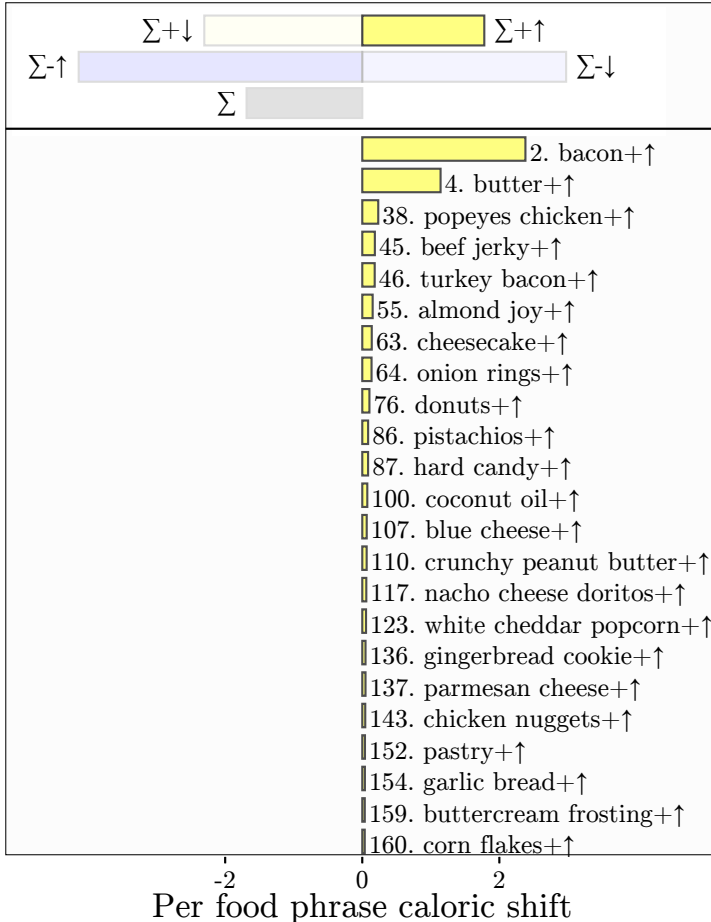 Σ+↓ Σ+↑
Σ-↑ Σ-↓
Σ
2. bacon+↑
4. butter+↑
38. popeyes chicken+↑
45. beef jerky+↑
46. turkey bacon+↑
55. almond joy+↑
63. cheesecake+↑
64. onion rings+↑
76. donuts+↑
86. pistachios+↑
87. hard candy+↑
100. coconut oil+↑
107. blue cheese+↑
110. crunchy peanut butter+↑
117. nacho cheese doritos+↑
123. white cheddar popcorn+↑
136. gingerbread cookie+↑
137. parmesan cheese+↑
143. chicken nuggets+↑
152. pastry+↑
154. garlic bread+↑
159. buttercream frosting+↑
160. corn flakes+↑
-2 0 2
Per food phrase caloric shift